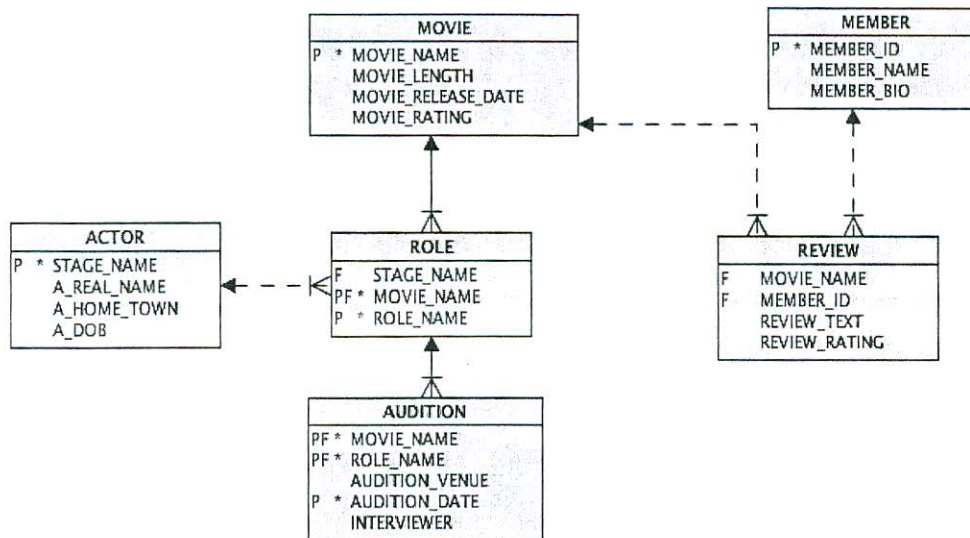 MOVIE
P * MOVIE_NAME
MOVIE_LENGTH
MOVIE_RELEASE_DATE
MOVIE_RATING
MEMBER
P * MEMBER_ID
MEMBER_NAME
MEMBER_BIO
ACTOR
P * STAGE_NAME
A_REAL_NAME
A_HOME_TOWN
A_DOB
ROLE
F STAGE_NAME
PF * MOVIE_NAME
P * ROLE_NAME
REVIEW
F MOVIE_NAME
F MEMBER_ID
REVIEW_TEXT
REVIEW_RATING
AUDITION
PF * MOVIE_NAME
PF * ROLE_NAME
AUDITION_VENUE
P * AUDITION_DATE
INTERVIEWER